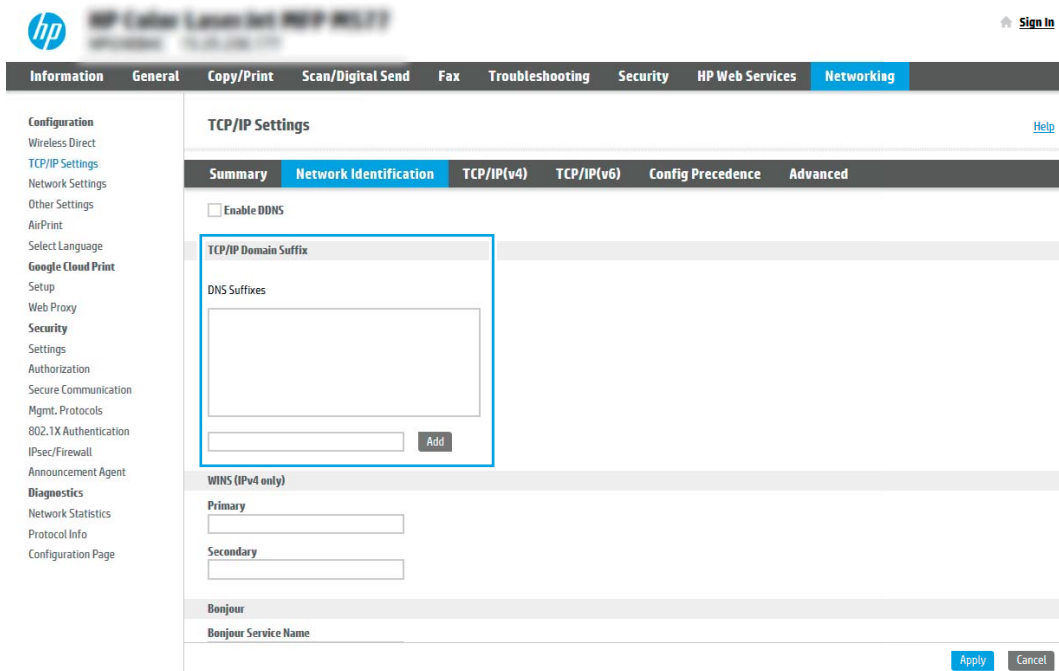 hp
Sign In
Information General Copy/Print Scan/Digital Send Fax Troubleshooting Security HP Web Services Networking
Configuration
Wireless Direct
TCP/IP Settings
Network Settings
Other Settings
AirPrint
Select Language
Google Cloud Print
Setup
Web Proxy
Security
Settings
Authorization
Secure Communication
Mgmt. Protocols
802.1X Authentication
IPsec/Firewall
Announcement Agent
Diagnostics
Network Statistics
Protocol Info
Configuration Page
TCP/IP Settings
Help
Summary Network Identification TCP/IP(v4) TCP/IP(v6) Config Precedence Advanced
Enable DDNS
TCP/IP Domain Suffix
DNS Suffixes
Add
WINS (IPv4 only)
Primary
Secondary
Bonjour
Bonjour Service Name
Apply Cancel